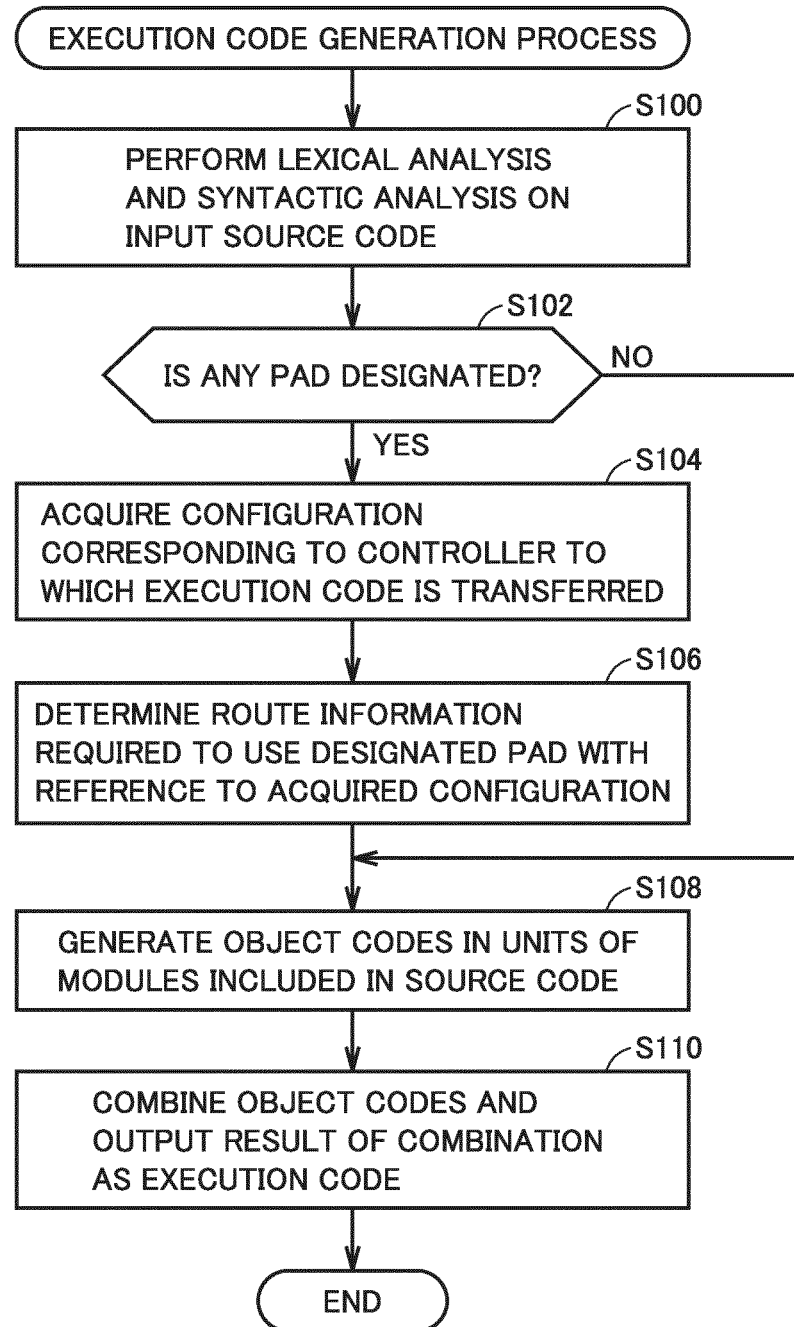 EXECUTION CODE GENERATION PROCESS
S100
PERFORM LEXICAL ANALYSIS
AND SYNTACTIC ANALYSIS ON
INPUT SOURCE CODE
S102
IS ANY PAD DESIGNATED?
NO
YES
S104
ACQUIRE CONFIGURATION
CORRESPONDING TO CONTROLLER TO
WHICH EXECUTION CODE IS TRANSFERRED
S106
DETERMINE ROUTE INFORMATION
REQUIRED TO USE DESIGNATED PAD WITH
REFERENCE TO ACQUIRED CONFIGURATION
S108
GENERATE OBJECT CODES IN UNITS OF
MODULES INCLUDED IN SOURCE CODE
S110
COMBINE OBJECT CODES AND
OUTPUT RESULT OF COMBINATION
AS EXECUTION CODE
END